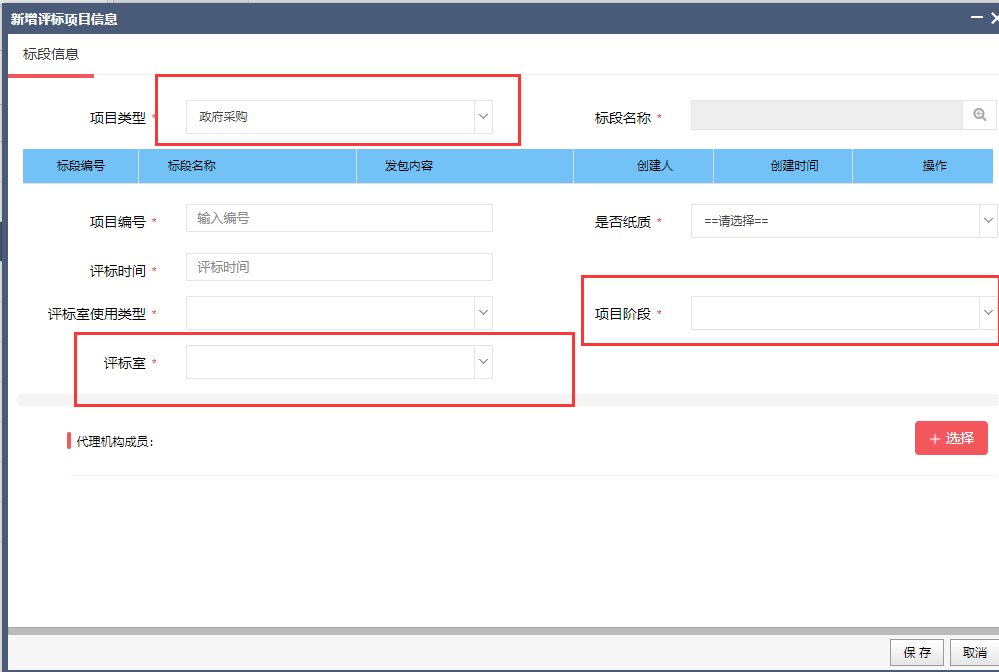 新增评标项目信息
标段信息
项目类型 * 政府采购 标段名称 *
标段编号 标段名称 发包内容 创建人 创建时间 操作
项目编号 * 输入编号 是否纸质 * ==请选择==
评标时间 * 评标时间
评标室使用类型 * 项目阶段 *
评标室 *
代理机构成员:
+ 选择
保 存 取消